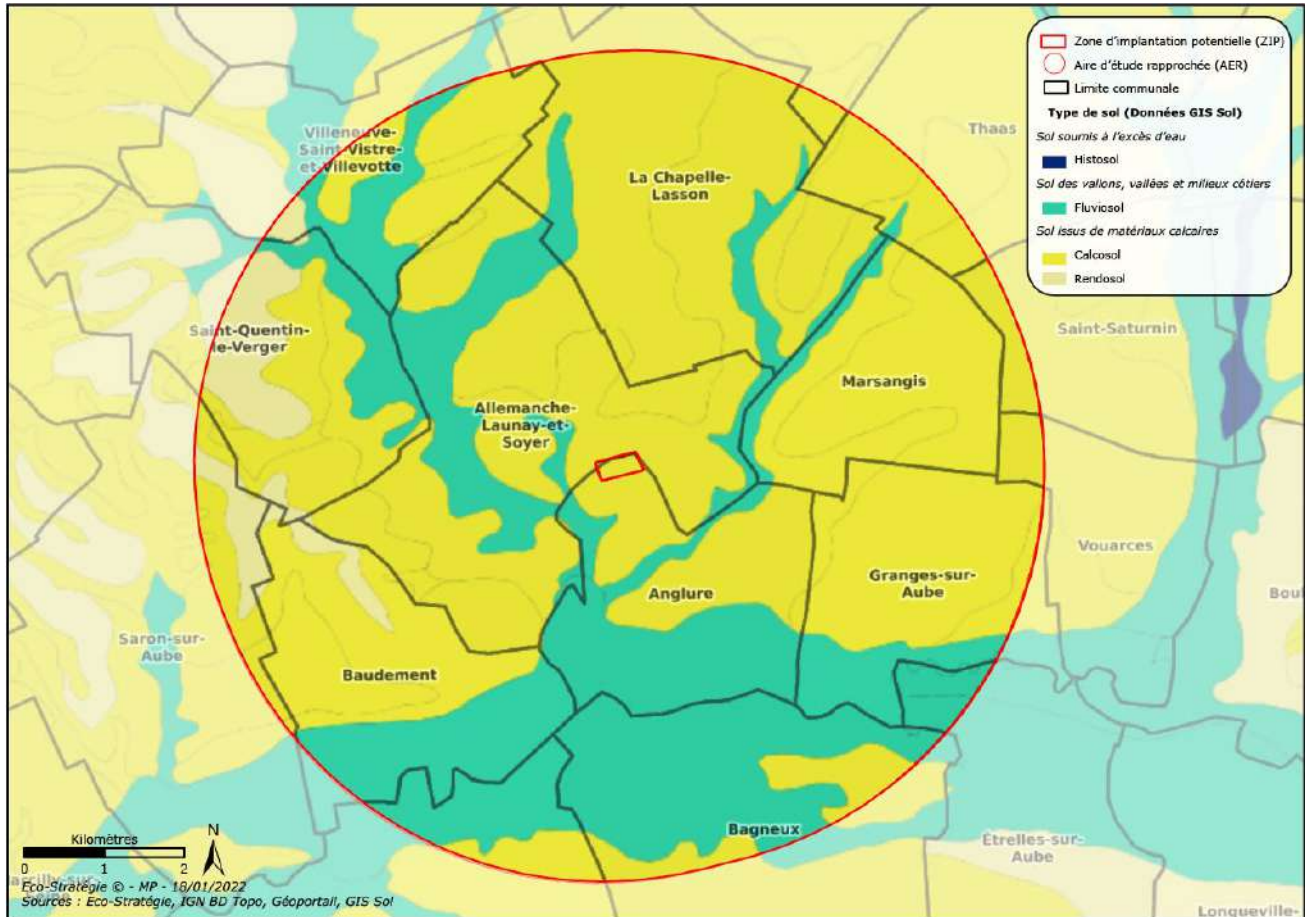 Zone d'implantation potentielle (ZIP)
Aire d'étude rapprochée (AER)
Limite communale
Type de sol (Données GIS Sol)
Sol soumis à l'excès d'eau
Histosol
Sol des vallons, vallées et milieux côtiers
Fluviosol
Sol issus de matériaux calcaires
Calcosol
Rendosol
Villeneuve-
Saint-Vistre-
et-Villevotte
Thaas
La Chapelle-
Lasson
Saint-Quentin-
le-Verger
Saint-Saturnin
Marsangis
Allemanche-
Launay-et-
Soyer
Vouarces
Granges-sur-
Aube
Anglure
Saron-sur-
Aube
Baudement
Bagneux
Étrelles-sur-
Aube
Longueville-
Kilomètres
N
0 1 2
Eco-Stratégie © - MP - 18/01/2022
Sources : Eco-Stratégie, IGN BD Topo, Géoportail, GIS Sol